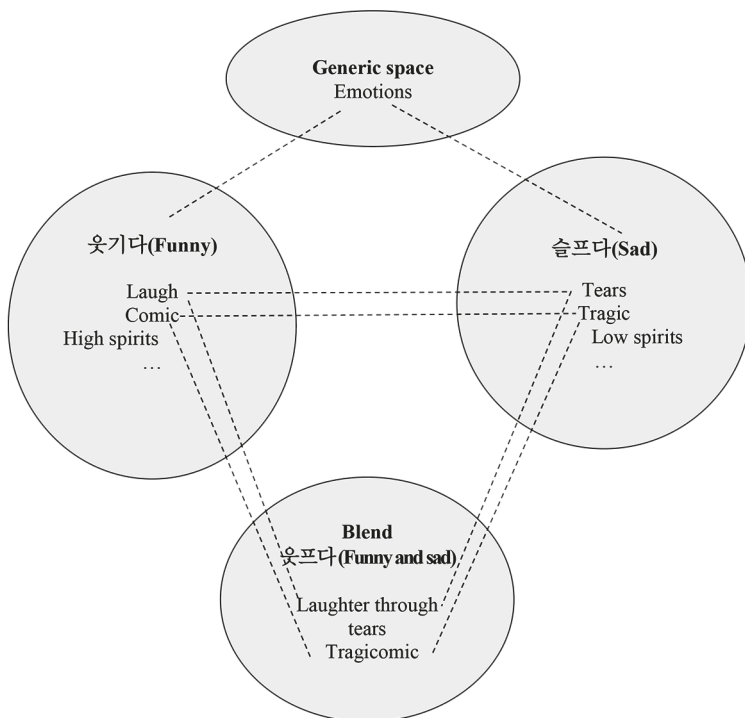 Generic space
Emotions
웃기다(Funny)
Laugh
Comic
High spirits
...
슬프다(Sad)
Tears
Tragic
Low spirits
...
Blend
웃프다(Funny and sad)
Laughter through
tears
Tragicomic